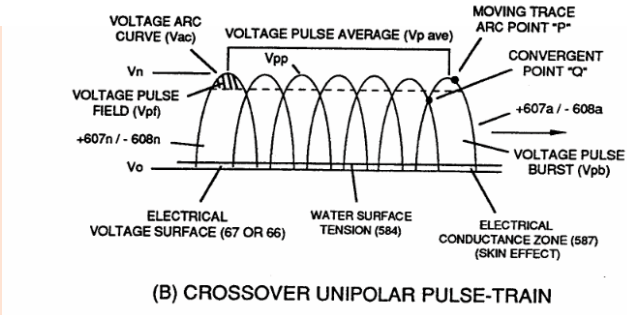 VOLTAGE ARC
CURVE (Vac)
VOLTAGE PULSE AVERAGE (Vp ave)
MOVING TRACE
ARC POINT "P"
Vpp
CONVERGENT
POINT "Q"
Vn
VOLTAGE PULSE
FIELD (Vpf)
+607a / - 608a
+607n / - 608n
VOLTAGE PULSE
BURST (Vpb)
Vo
ELECTRICAL
VOLTAGE SURFACE (67 OR 66)
WATER SURFACE
TENSION (584)
ELECTRICAL
CONDUCTANCE ZONE (587)
(SKIN EFFECT)
(B) CROSSOVER UNIPOLAR PULSE-TRAIN